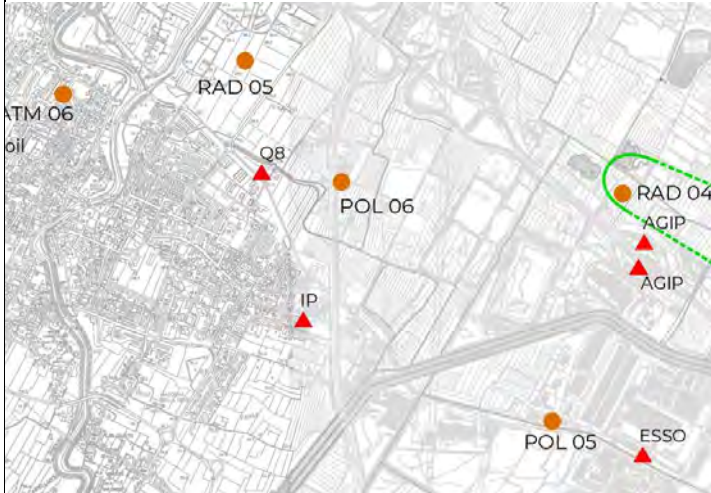 RAD 05
ATM 06
oil
Q8
POL 06
RAD 04
AGIP
AGIP
IP
POL 05
ESSO